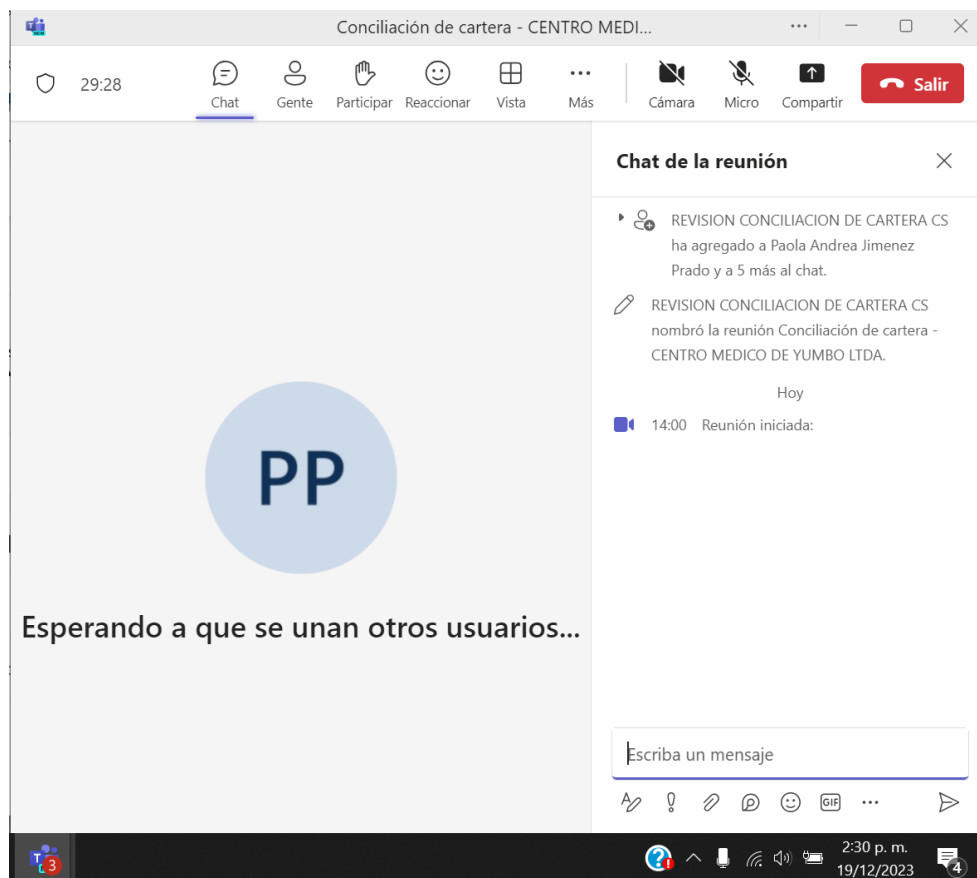 Conciliación de cartera - CENTRO MEDI...
29:28
Chat
Gente
Participar
Reaccionar
Vista
Más
Cámara
Micro
Compartir
Salir
Chat de la reunión
REVISION CONCILIACION DE CARTERA CS
ha agregado a Paola Andrea Jimenez
Prado y a 5 más al chat.
REVISION CONCILIACION DE CARTERA CS
nombró la reunión Conciliación de cartera -
CENTRO MEDICO DE YUMBO LTDA.
Hoy
14:00 Reunión iniciada:
PP
Esperando a que se unan otros usuarios...
Escriba un mensaje
GIF
T
3
2:30 p. m.
19/12/2023
4